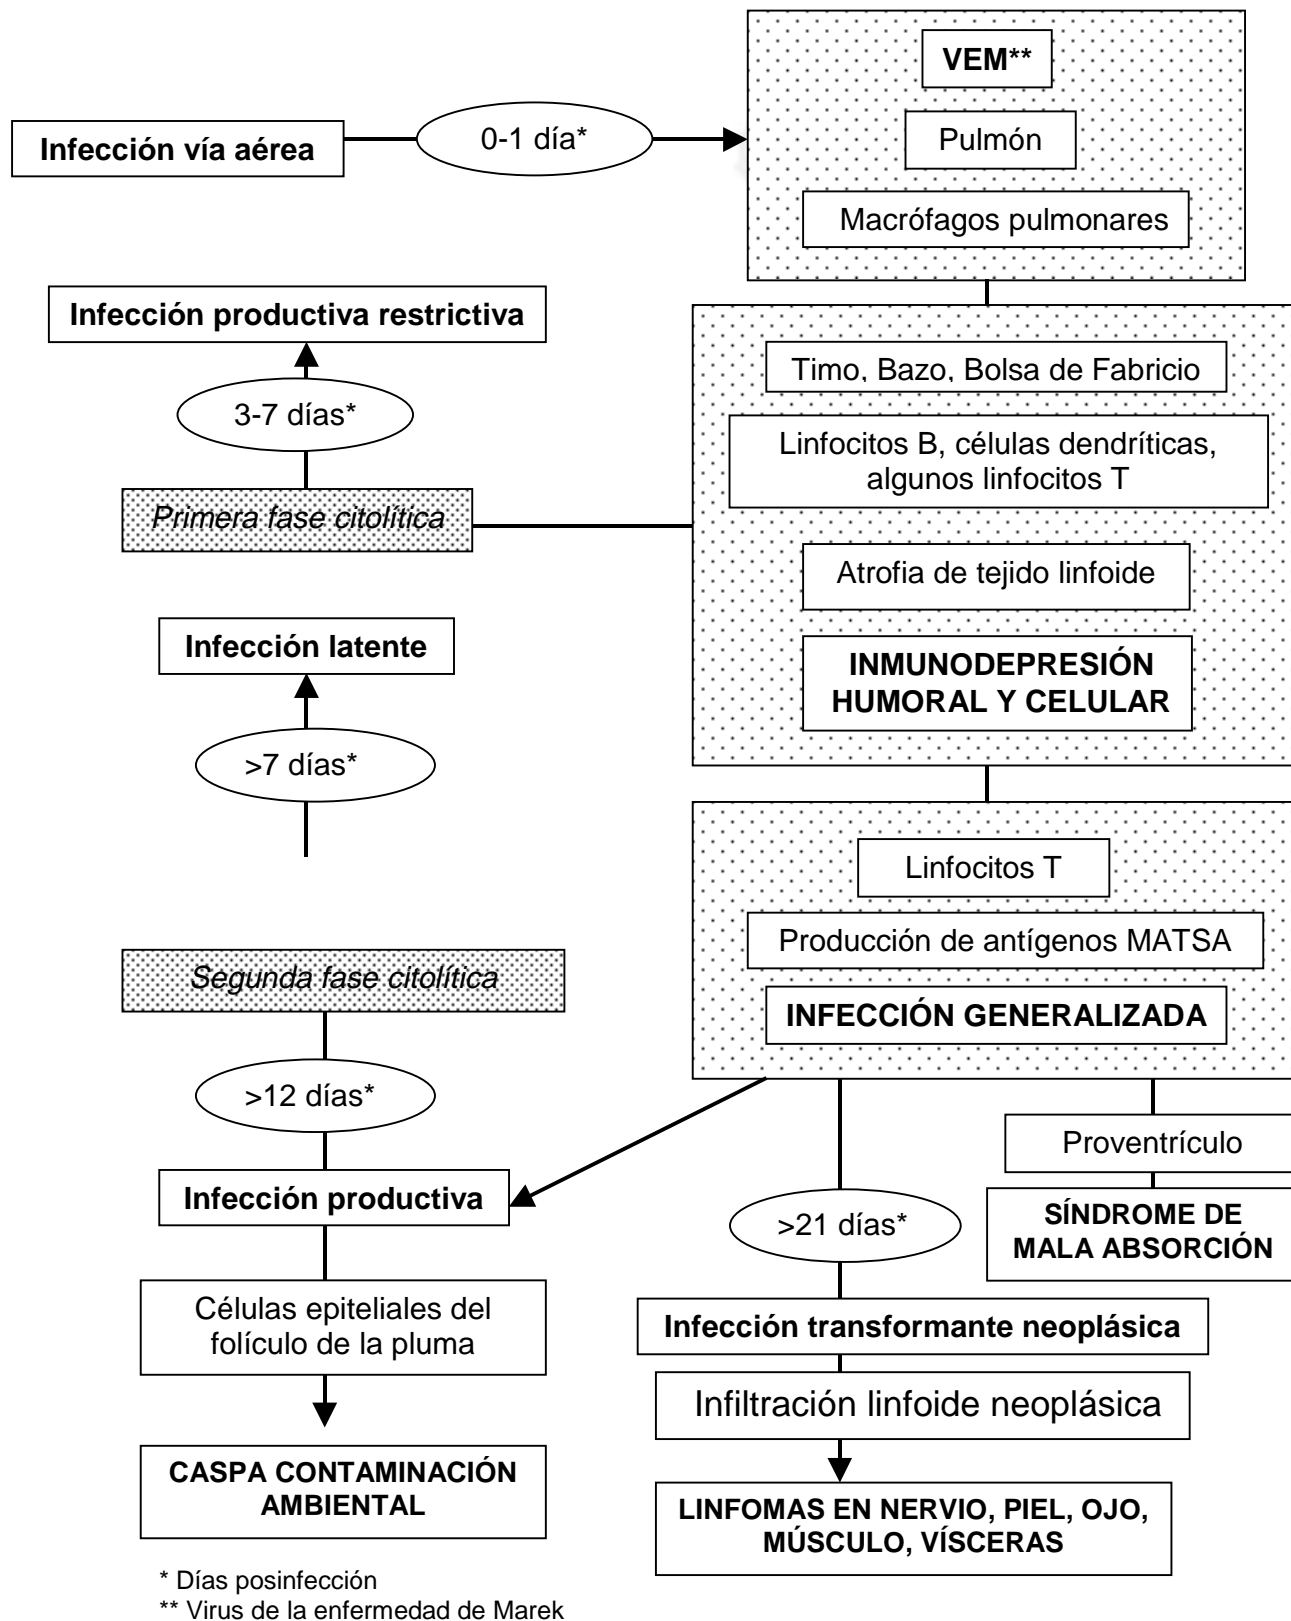 VEM**
Infección vía aérea
0-1 día*
Pulmón
Macrófagos pulmonares
Infección productiva restrictiva
3-7 días*
Primera fase citolítica
Timo, Bazo, Bolsa de Fabricio
Linfocitos B, células dendríticas,
algunos linfocitos T
Atrofia de tejido linfoide
INMUNODEPRESIÓN
HUMORAL Y CELULAR
Infección latente
>7 días*
Linfocitos T
Producción de antígenos MATSA
INFECCIÓN GENERALIZADA
Segunda fase citolítica
>12 días*
Infección productiva
Células epiteliales del
folículo de la pluma
CASPA CONTAMINACIÓN
AMBIENTAL
>21 días*
Infección transformante neoplásica
Infiltración linfoide neoplásica
LINFOMAS EN NERVIO, PIEL, OJO,
MÚSCULO, VÍSCERAS
Proventrículo
SÍNDROME DE
MALA ABSORCIÓN
* Días posinfección
** Virus de la enfermedad de Marek